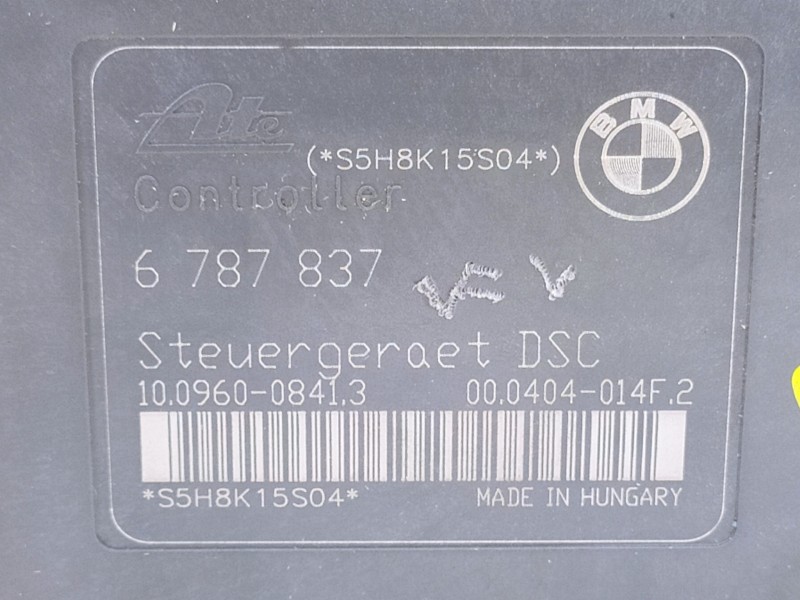 Ate
BMW
(*S5H8K15S04*)
Controller
6 787 837
Steuergeraet DSC
10.0960-0841.3 00.0404-014F.2
*S5H8K15S04* MADE IN HUNGARY